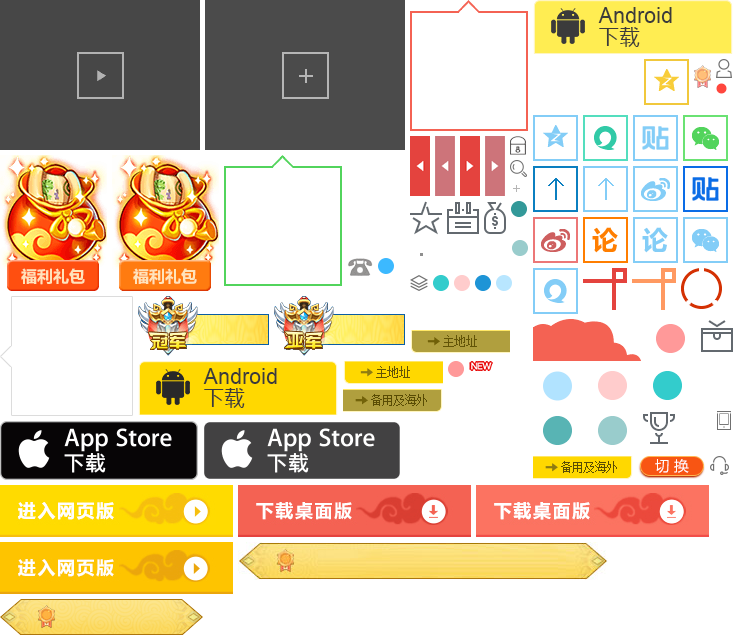 Android
下载
贴
贴
论
论
福利礼包
福利礼包
冠军
亚军
主地址
Android
下载
主地址
NEW
备用及海外
App Store
下载
App Store
下载
备用及海外
切换
进入网页版
下载桌面版
下载桌面版
进入网页版